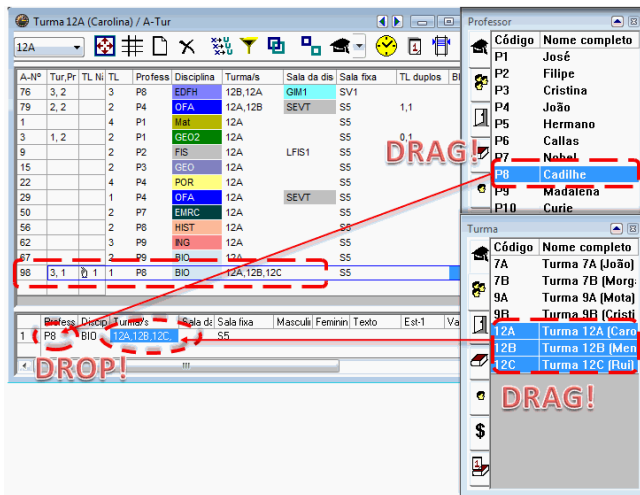 Turma 12A (Carolina) / A-Tur
12A
A-Nº Tur,Pr TL Ni TL Profess Disciplina Turma/s Sala da dis Sala fixa TL duplos Bl
76 3, 2 3 P8 EDFH 12B,12A GIM1 SV1
79 2, 2 2 P4 OFA 12A,12B SEVT S5 1,1
1 4 P1 Mat 12A S5
3 1, 2 2 P1 GEO2 12A S5 0,1
9 2 P2 FIS 12A LFIS1 S5
15 2 P3 GEO 12A S5
22 4 P4 POR 12A S5
29 1 P4 OFA 12A SEVT S5
50 2 P7 EMRC 12A S5
56 2 P8 HIST 12A S5
62 3 P9 ING 12A S5
67 2 P9 BIO 12A S5
98 3, 1 1 1 P8 BIO 12A,12B,12C S5
Profess Discip Turma/s Sala da Sala fixa Masculi Feminin Texto Est-1 Va
1 P8 BIO 12A,12B,12C, S5
DROP!
DRAG!
Professor
Código Nome completo
P1 José
P2 Filipe
P3 Cristina
P4 João
P5 Hermano
P6 Callas
P7 Nobel
P8 Cadilhe
P9 Madalena
P10 Curie
Turma
Código Nome completo
7A Turma 7A (João)
7B Turma 7B (Morg
9A Turma 9A (Mota)
9B Turma 9B (Cristi
12A Turma 12A (Caro
12B Turma 12B (Men
12C Turma 12C (Rui)
DRAG!